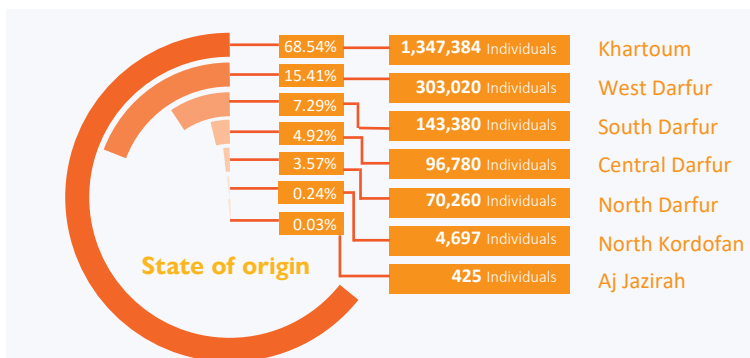 68.54% 1,347,384 Individuals Khartoum
15.41% 303,020 Individuals West Darfur
7.29% 143,380 Individuals South Darfur
4.92% 96,780 Individuals Central Darfur
3.57% 70,260 Individuals North Darfur
0.24% 4,697 Individuals North Kordofan
0.03% 425 Individuals Aj Jazirah
State of origin